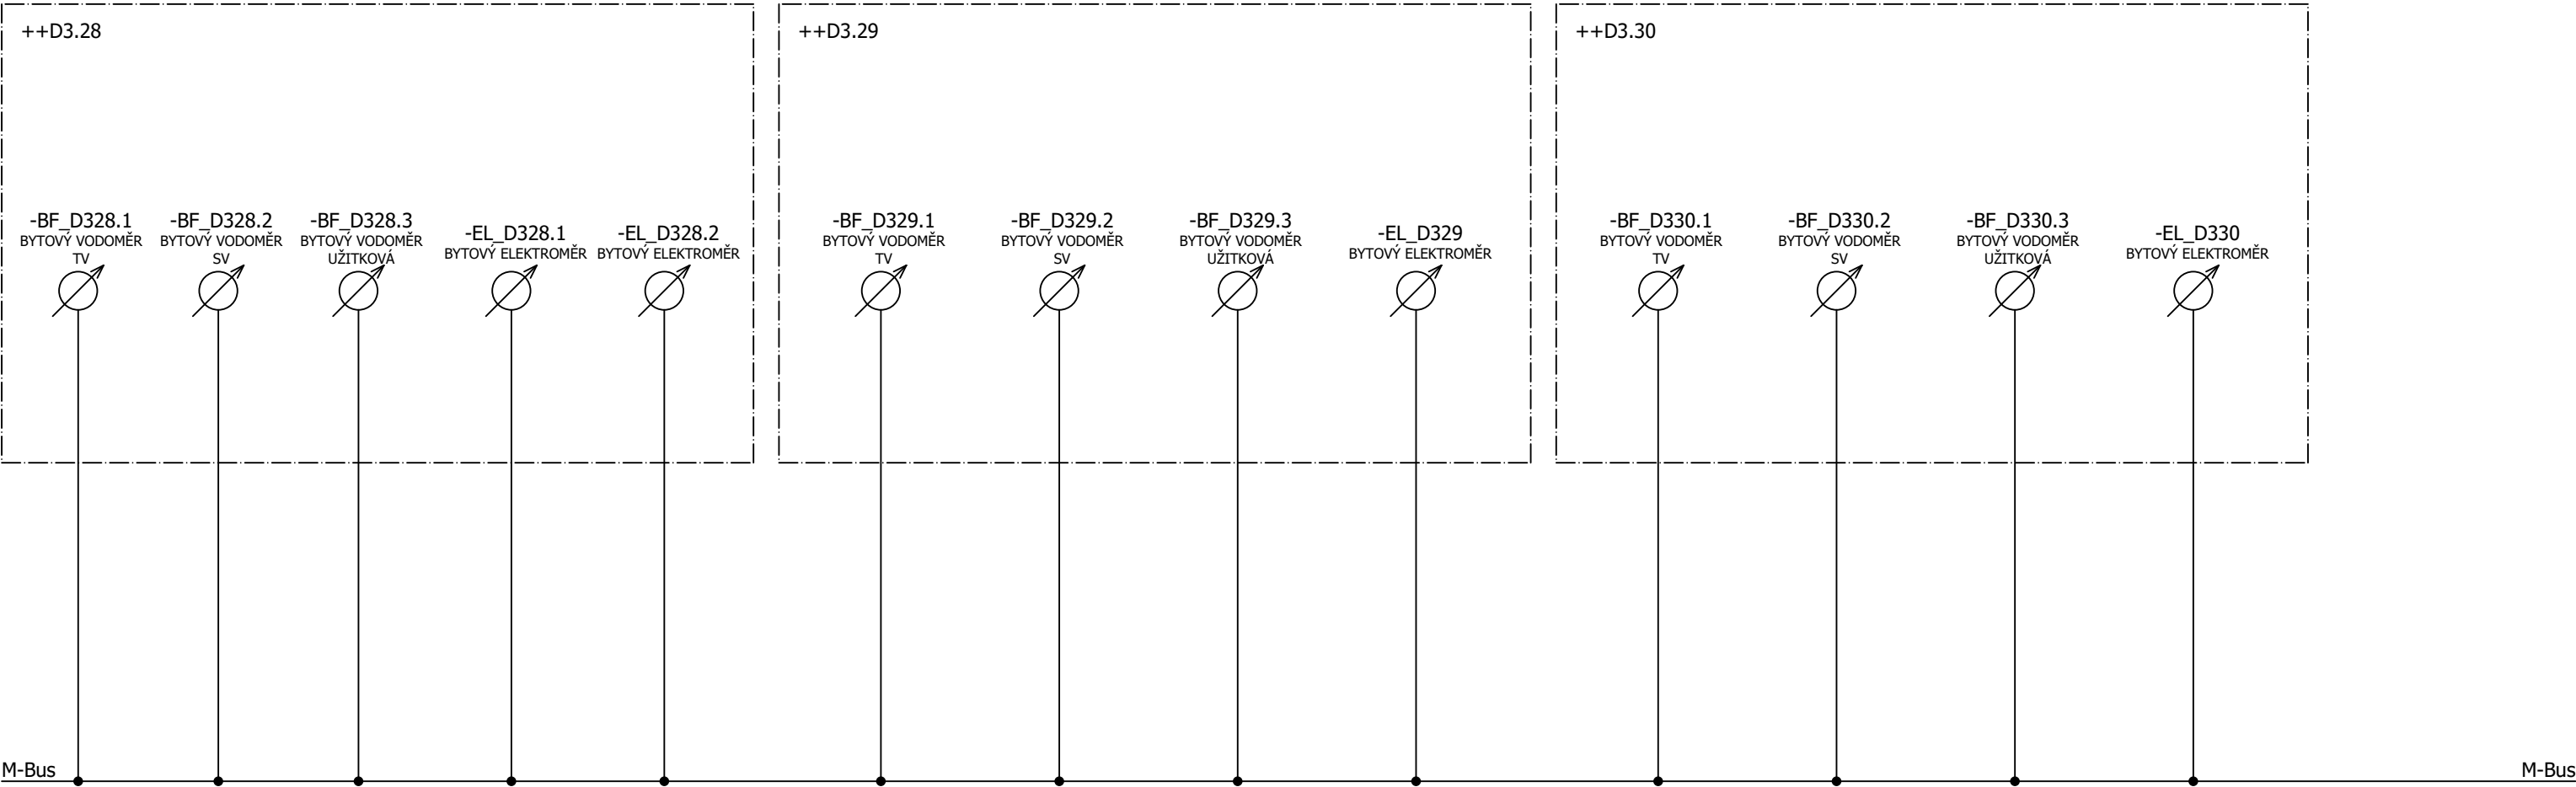 ++D3.28
-BF_D328.1
BYTOVÝ VODOMĚR
TV
-BF_D328.2
BYTOVÝ VODOMĚR
SV
-BF_D328.3
BYTOVÝ VODOMĚR
UŽITKOVÁ
-EL_D328.1
BYTOVÝ ELEKTROMĚR
-EL_D328.2
BYTOVÝ ELEKTROMĚR
++D3.29
-BF_D329.1
BYTOVÝ VODOMĚR
TV
-BF_D329.2
BYTOVÝ VODOMĚR
SV
-BF_D329.3
BYTOVÝ VODOMĚR
UŽITKOVÁ
-EL_D329
BYTOVÝ ELEKTROMĚR
++D3.30
-BF_D330.1
BYTOVÝ VODOMĚR
TV
-BF_D330.2
BYTOVÝ VODOMĚR
SV
-BF_D330.3
BYTOVÝ VODOMĚR
UŽITKOVÁ
-EL_D330
BYTOVÝ ELEKTROMĚR
M-Bus
M-Bus